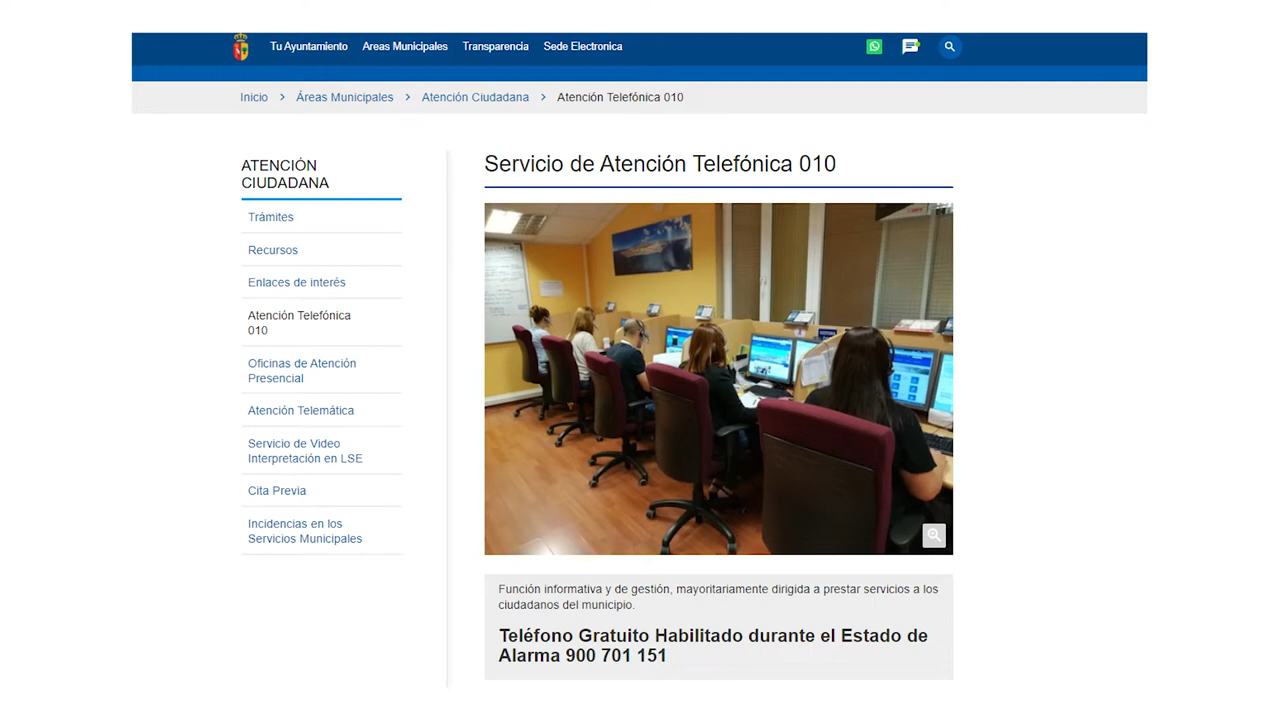 Tu Ayuntamiento Areas Municipales Transparencia Sede Electronica
Inicio > Áreas Municipales > Atención Ciudadana > Atención Telefónica 010
ATENCIÓN
CIUDADANA
Trámites
Recursos
Enlaces de interés
Atención Telefónica
010
Oficinas de Atención
Presencial
Atención Telemática
Servicio de Video
Interpretación en LSE
Cita Previa
Incidencias en los
Servicios Municipales
Servicio de Atención Telefónica 010
Función informativa y de gestión, mayoritariamente dirigida a prestar servicios a los
ciudadanos del municipio.
Teléfono Gratuito Habilitado durante el Estado de
Alarma 900 701 151